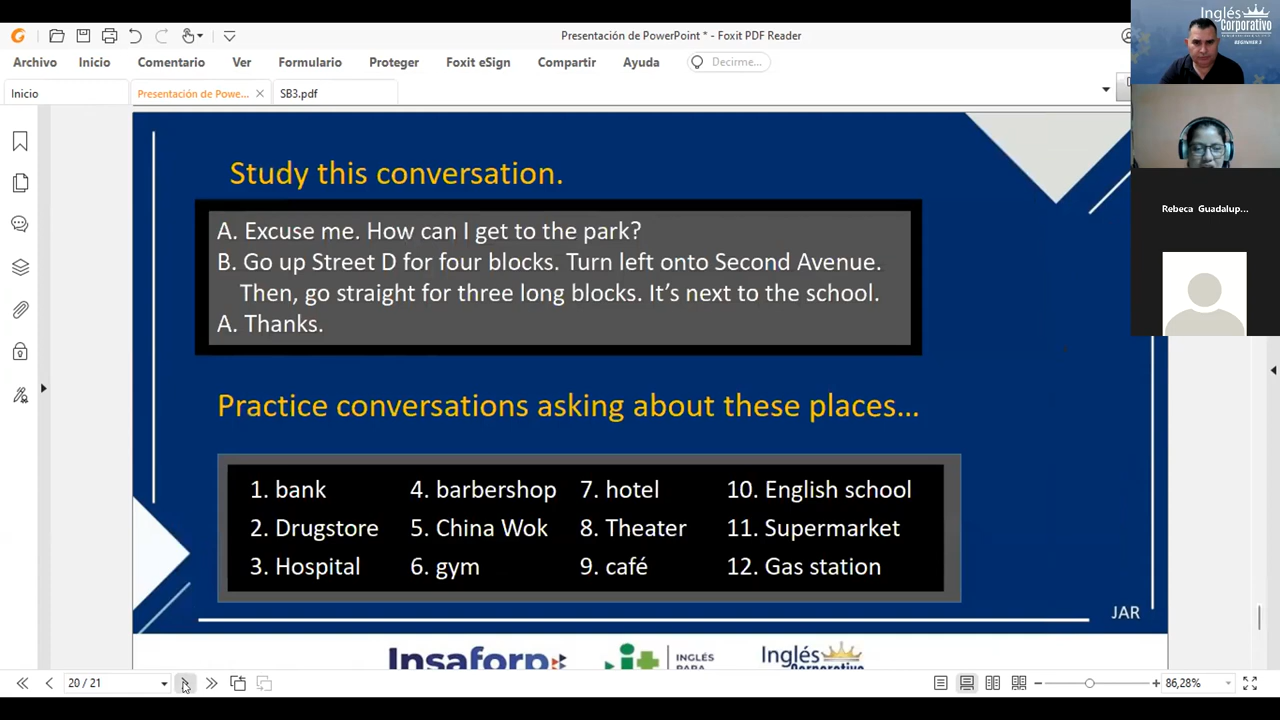 Presentación de PowerPoint * - Foxit PDF Reader
Archivo Inicio Comentario Ver Formulario Proteger Foxit eSign Compartir Ayuda Decirme...
Inicio Presentación de Powe... SB3.pdf
Inglés
Corporativo
BEGINNER 3
Rebeca Guadalup...
Study this conversation.
A. Excuse me. How can I get to the park?
B. Go up Street D for four blocks. Turn left onto Second Avenue.
Then, go straight for three long blocks. It's next to the school.
A. Thanks.
Practice conversations asking about these places...
1. bank 4. barbershop 7. hotel 10. English school
2. Drugstore 5. China Wok 8. Theater 11. Supermarket
3. Hospital 6. gym 9. café 12. Gas station
JAR
Insaforp
INGLÉS
Inglés
Corporativo
20 / 21
86,28%